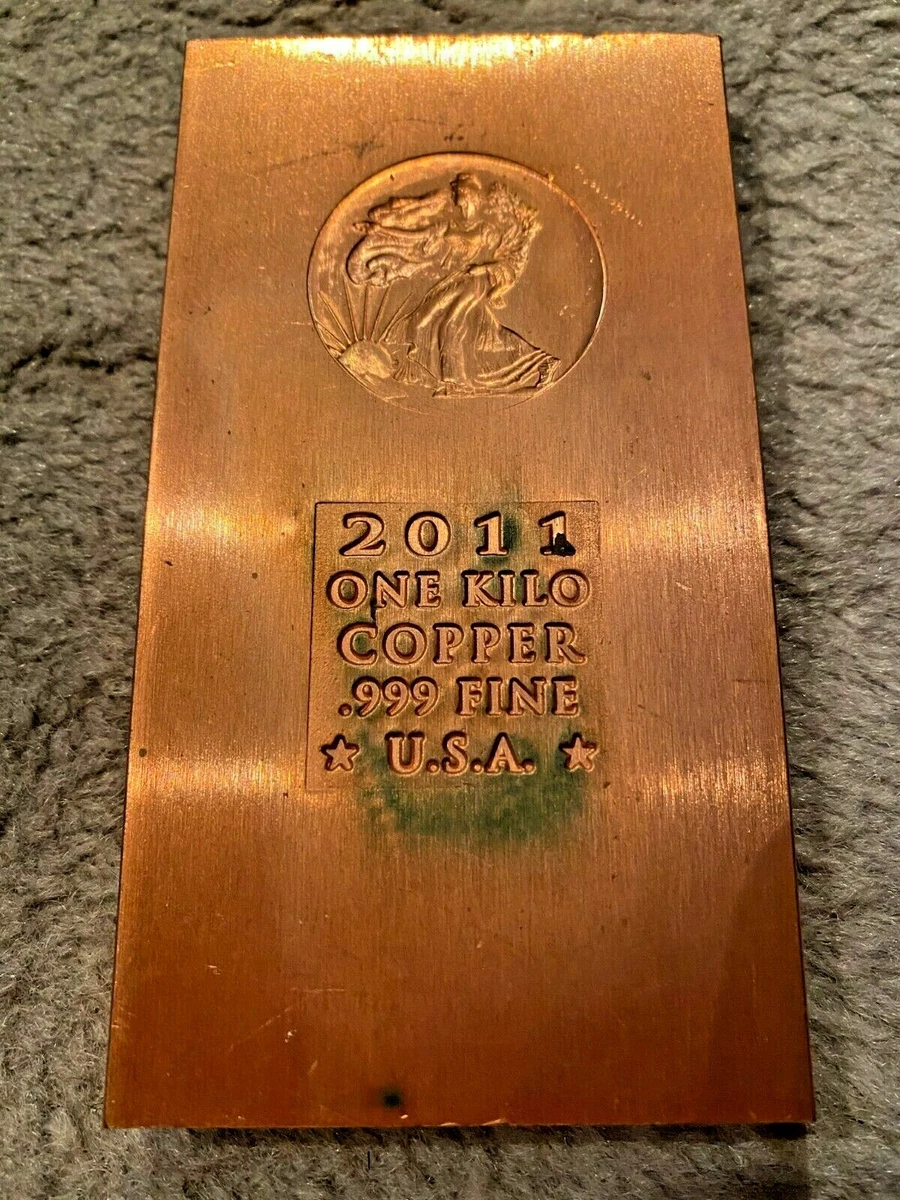 2011
ONE KILO
COPPER
.999 FINE
★ U.S.A. ★